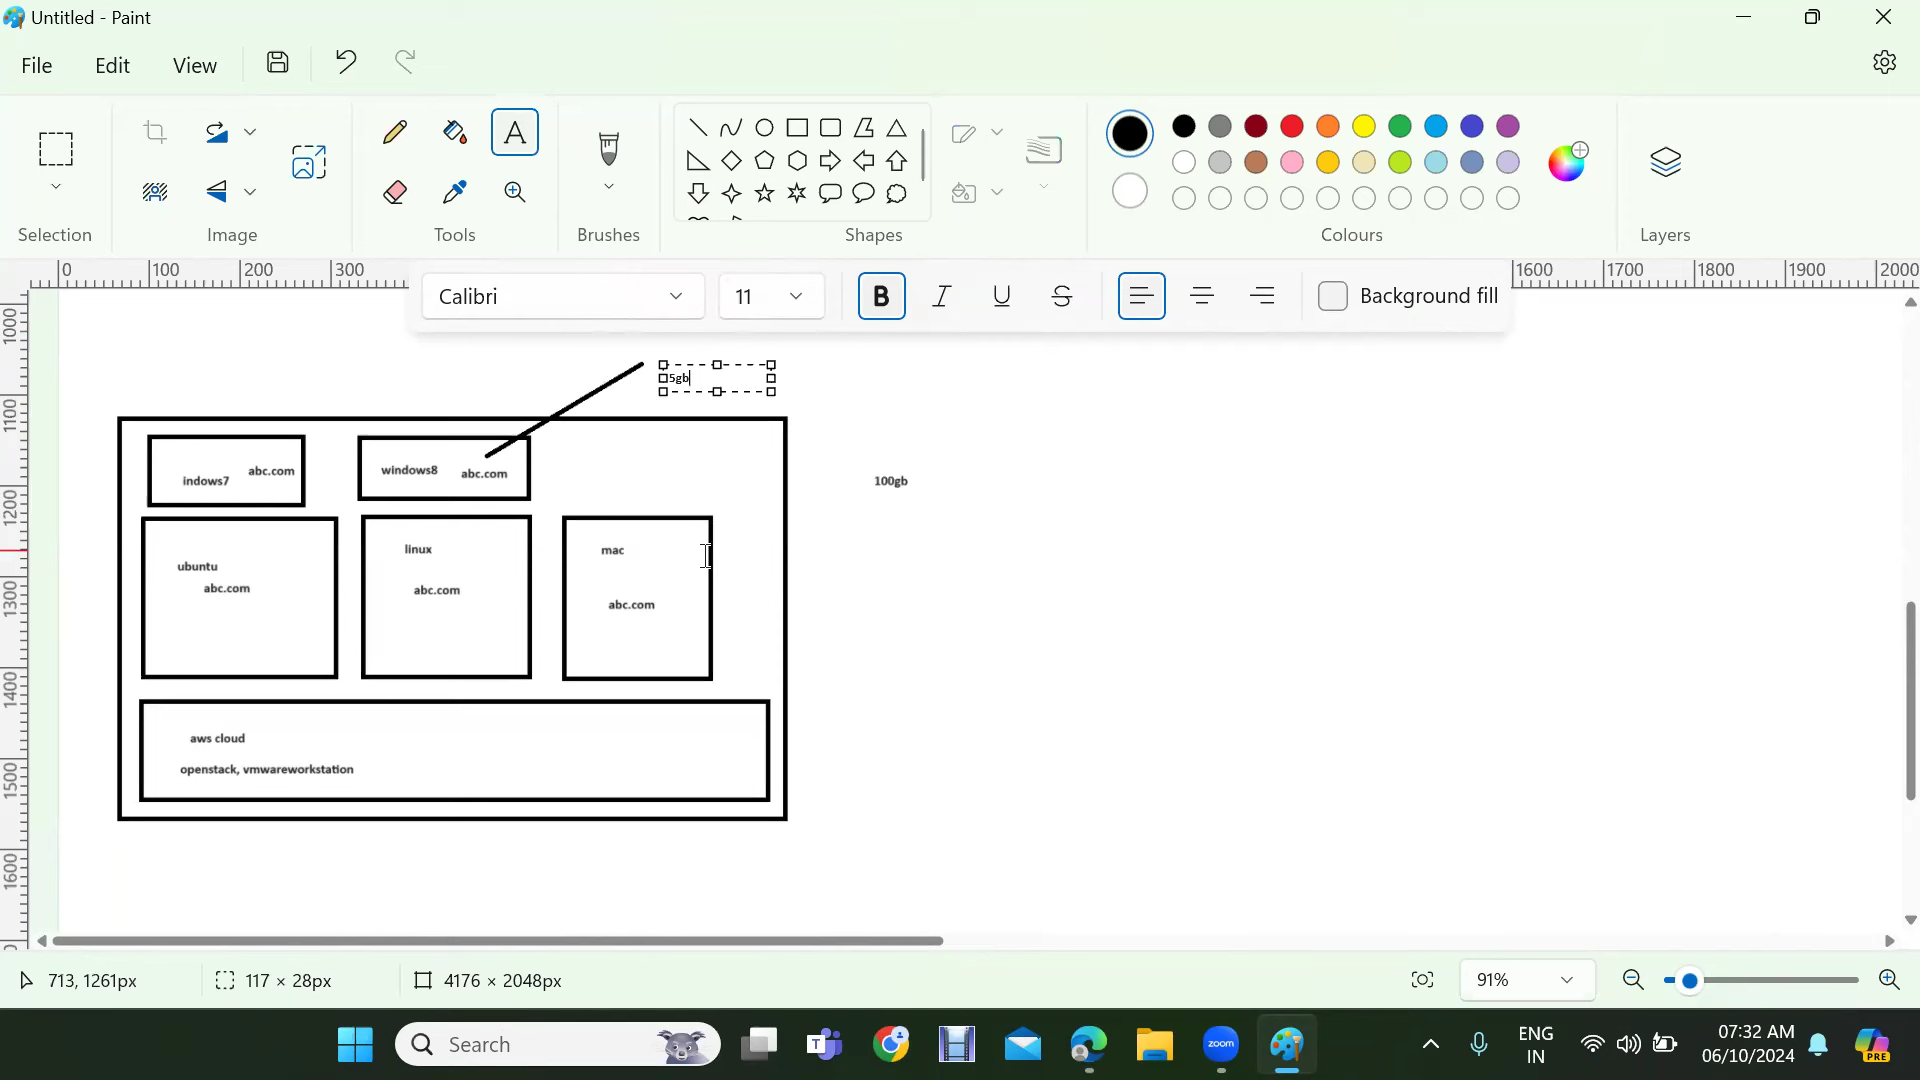 Untitled - Paint
File
Edit
View
Selection
Image
Tools
Brushes
Shapes
Colours
Layers
0
100
200
300
1600
1700
1800
1900
2000
Calibri
11
B
I
U
S
Background fill
1000
1100
1200
1300
1400
1500
1600
5gb
indows7
abc.com
windows8
abc.com
100gb
ubuntu
abc.com
linux
abc.com
mac
abc.com
aws cloud
openstack, vmwareworkstation
713, 1261px
117 × 28px
4176 × 2048px
91%
Search
zoom
ENG
IN
07:32 AM
06/10/2024
PRE